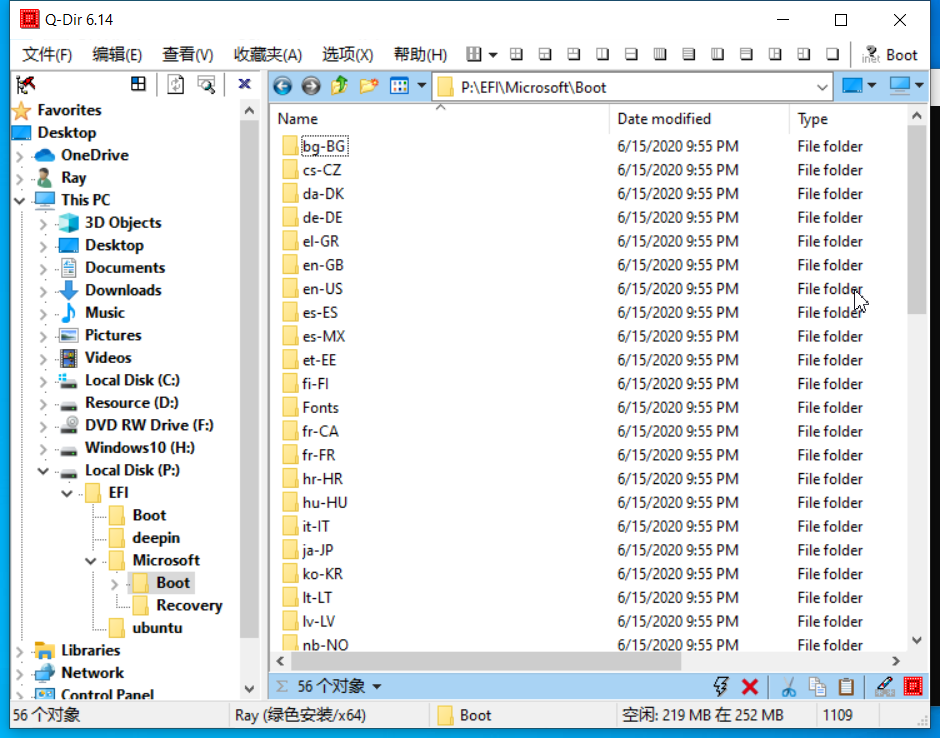 Q-Dir 6.14
文件(F) 编辑(E) 查看(V) 收藏夹(A) 选项(X) 帮助(H) inet Boot
P:\EFI\Microsoft\Boot
Favorites
Desktop
OneDrive
Ray
This PC
3D Objects
Desktop
Documents
Downloads
Music
Pictures
Videos
Local Disk (C:)
Resource (D:)
DVD RW Drive (F:)
Windows10 (H:)
Local Disk (P:)
EFI
Boot
deepin
Microsoft
Boot
Recovery
ubuntu
Libraries
Network
Control Panel
Name Date modified Type
bg-BG 6/15/2020 9:55 PM File folder
cs-CZ 6/15/2020 9:55 PM File folder
da-DK 6/15/2020 9:55 PM File folder
de-DE 6/15/2020 9:55 PM File folder
el-GR 6/15/2020 9:55 PM File folder
en-GB 6/15/2020 9:55 PM File folder
en-US 6/15/2020 9:55 PM File folder
es-ES 6/15/2020 9:55 PM File folder
es-MX 6/15/2020 9:55 PM File folder
et-EE 6/15/2020 9:55 PM File folder
fi-FI 6/15/2020 9:55 PM File folder
Fonts 6/15/2020 9:55 PM File folder
fr-CA 6/15/2020 9:55 PM File folder
fr-FR 6/15/2020 9:55 PM File folder
hr-HR 6/15/2020 9:55 PM File folder
hu-HU 6/15/2020 9:55 PM File folder
it-IT 6/15/2020 9:55 PM File folder
ja-JP 6/15/2020 9:55 PM File folder
ko-KR 6/15/2020 9:55 PM File folder
lt-LT 6/15/2020 9:55 PM File folder
lv-LV 6/15/2020 9:55 PM File folder
nb-NO 6/15/2020 9:55 PM File folder
Σ 56 个对象
56 个对象 Ray (绿色安装/x64) Boot 空闲: 219 MB 在 252 MB 1109